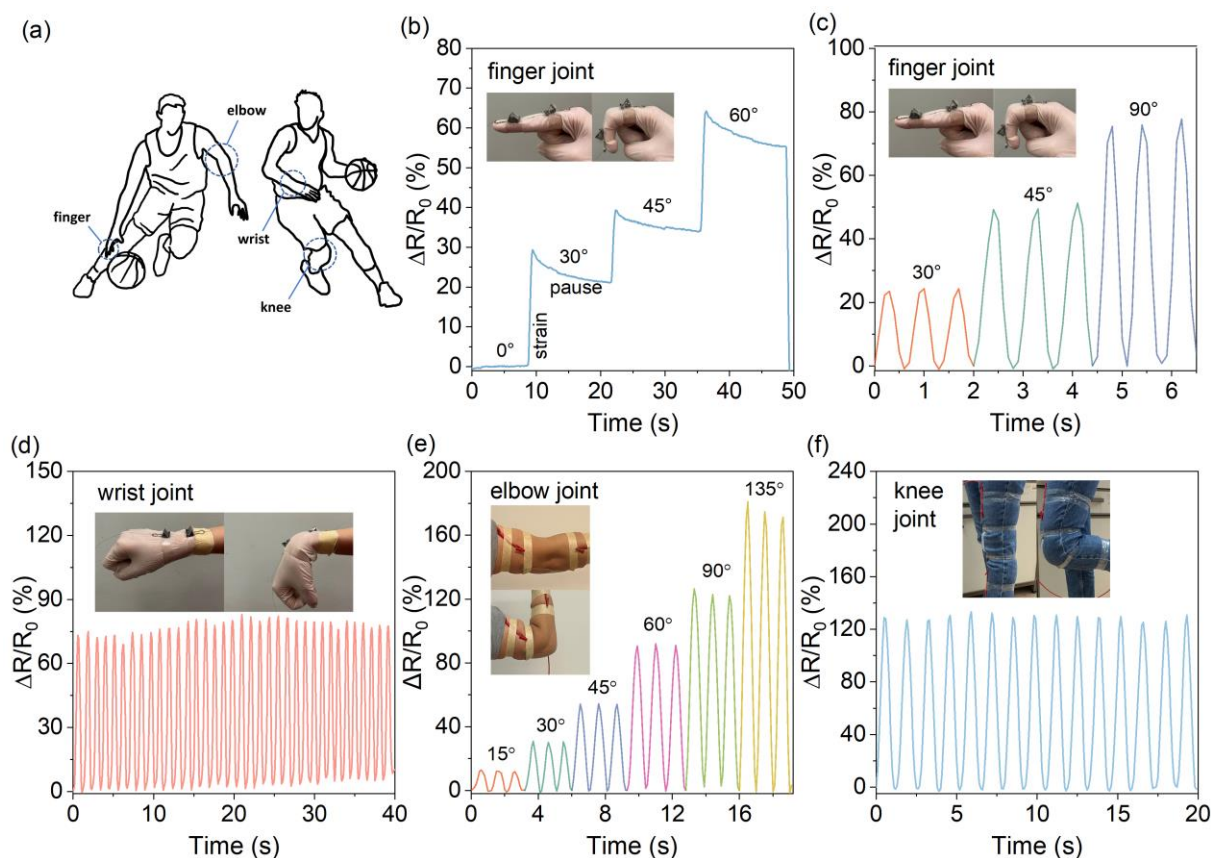 (a)
elbow
finger
wrist
knee
(b)
finger joint
0°
strain
30°
pause
45°
60°
ΔR/R₀ (%)
80
70
60
50
40
30
20
10
0
0 10 20 30 40 50
Time (s)
(c)
finger joint
30°
45°
90°
ΔR/R₀ (%)
100
80
60
40
20
0
0 1 2 3 4 5 6
Time (s)
(d)
wrist joint
ΔR/R₀ (%)
150
120
90
60
30
0
0 10 20 30 40
Time (s)
(e)
elbow joint
15°
30°
45°
60°
90°
135°
ΔR/R₀ (%)
200
160
120
80
40
0
0 4 8 12 16
Time (s)
(f)
knee
joint
ΔR/R₀ (%)
240
200
160
120
80
40
0
0 5 10 15 20
Time (s)